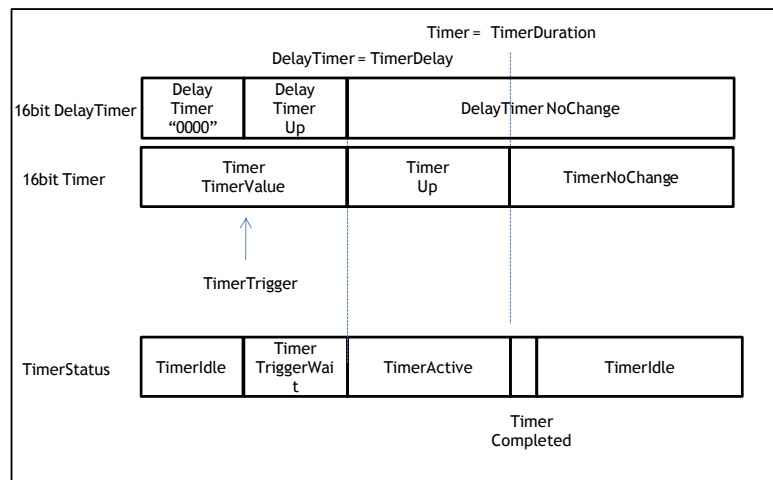 Timer = TimerDuration
DelayTimer = TimerDelay
16bit DelayTimer
Delay
Timer
“0000”
Delay
Timer
Up
DelayTimer NoChange
16bit Timer
Timer
TimerValue
Timer
Up
TimerNoChange
TimerTrigger
TimerStatus
TimerIdle
Timer
TriggerWai
t
TimerActive
TimerIdle
Timer
Completed